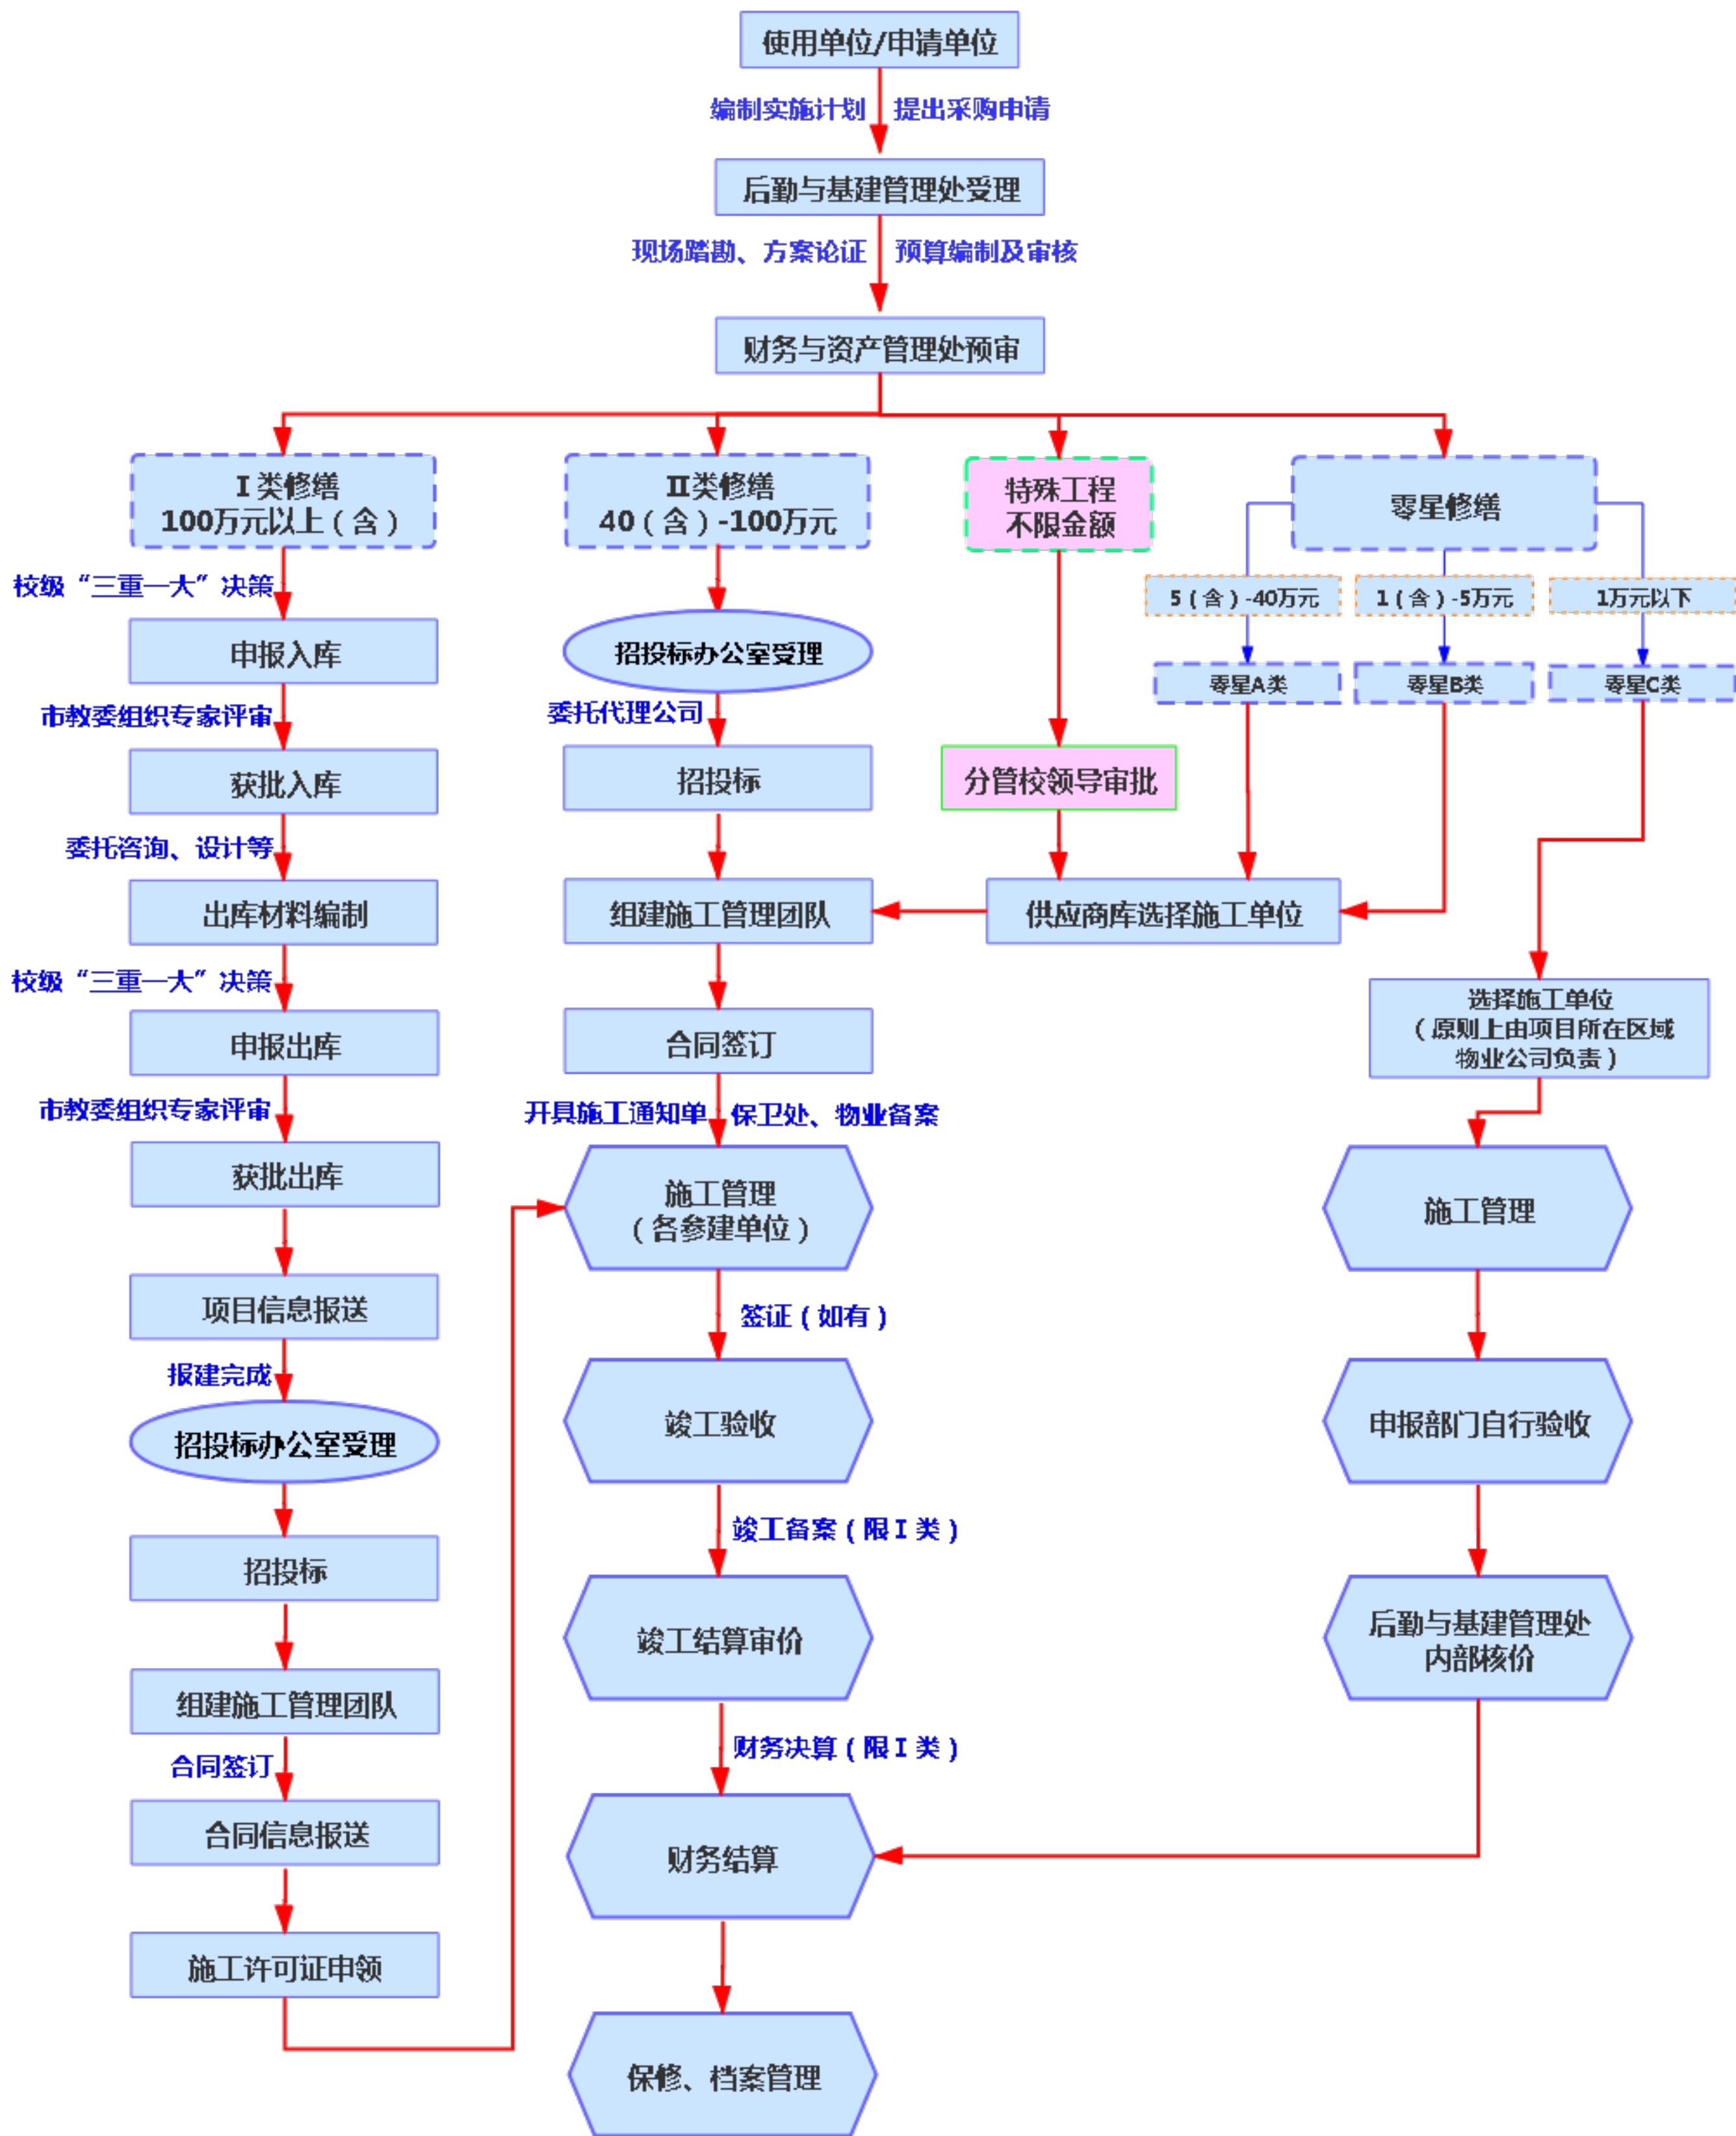 使用单位/申请单位
编制实施计划 提出采购申请
后勤与基建管理处受理
现场踏勘、方案论证 预算编制及审核
财务与资产管理处预审
Ⅰ类修缮
100万元以上（含）
校级“三重一大”决策
申报入库
市教委组织专家评审
获批入库
委托咨询、设计等
出库材料编制
校级“三重一大”决策
申报出库
市教委组织专家评审
获批出库
项目信息报送
报建完成
招投标办公室受理
招投标
组建施工管理团队
合同签订
合同信息报送
施工许可证申领
Ⅱ类修缮
40（含）-100万元
招投标办公室受理
委托代理公司
招投标
组建施工管理团队
合同签订
开具施工通知单 保卫处、物业备案
施工管理
（各参建单位）
签证（如有）
竣工验收
竣工备案（限Ⅰ类）
竣工结算审价
财务决算（限Ⅰ类）
财务结算
保修、档案管理
特殊工程
不限金额
分管校领导审批
供应商库选择施工单位
零星修缮
5（含）-40万元
1（含）-5万元
1万元以下
零星A类
零星B类
零星C类
选择施工单位
（原则上由项目所在区域
物业公司负责）
施工管理
申报部门自行验收
后勤与基建管理处
内部核价